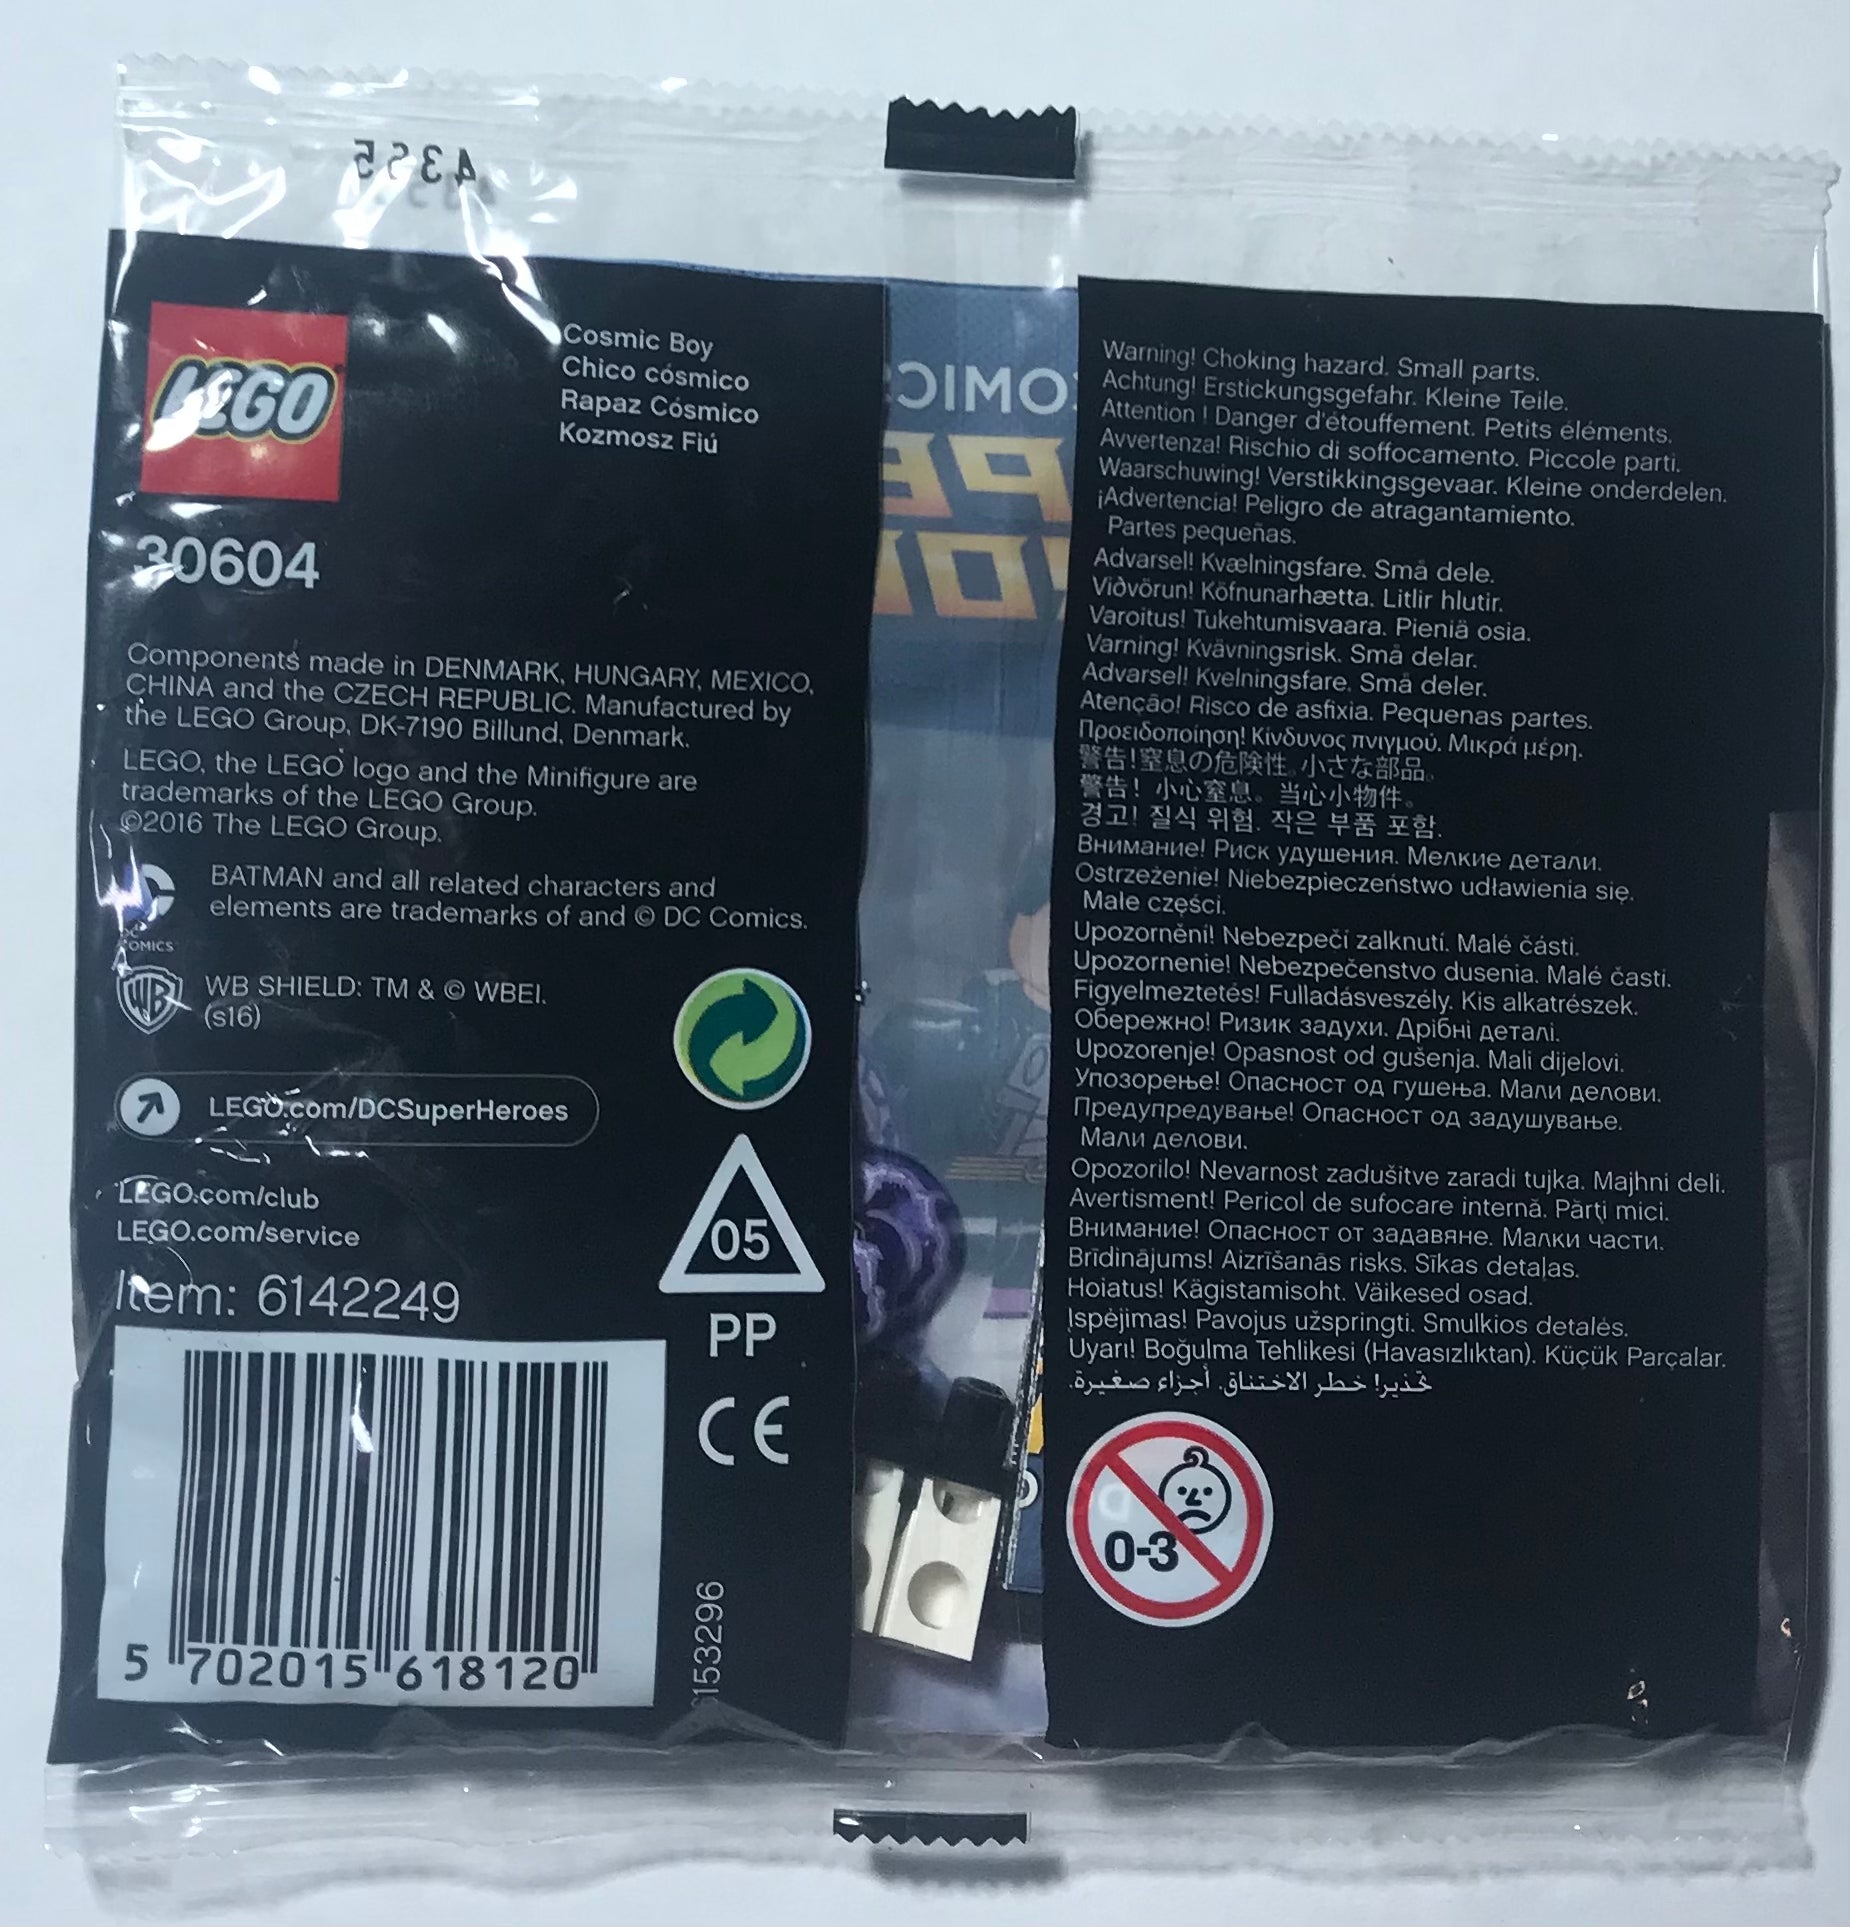 LEGO
Cosmic Boy
Chico cósmico
Rapaz Cósmico
Kozmosz Fiú
30604
Components made in DENMARK, HUNGARY, MEXICO,
CHINA and the CZECH REPUBLIC. Manufactured by
the LEGO Group, DK-7190 Billund, Denmark.
LEGO, the LEGO logo and the Minifigure are
trademarks of the LEGO Group.
©2016 The LEGO Group.
BATMAN and all related characters and
elements are trademarks of and © DC Comics.
WB
WB SHIELD: TM & © WBEI.
(s16)
LEGO.com/DCSuperHeroes
LEGO.com/club
LEGO.com/service
Item: 6142249
5 702015 618120
05
PP
CE
Warning! Choking hazard. Small parts.
Achtung! Erstickungsgefahr. Kleine Teile.
Attention ! Danger d'étouffement. Petits éléments.
Avvertenza! Rischio di soffocamento. Piccole parti.
Waarschuwing! Verstikkingsgevaar. Kleine onderdelen.
¡Advertencia! Peligro de atragantamiento.
Partes pequeñas.
Advarsel! Kvælningsfare. Små dele.
Viðvörun! Köfnunarhætta. Litlir hlutir.
Varoitus! Tukehtumisvaara. Pieniä osia.
Varning! Kvävningsrisk. Små delar.
Advarsel! Kvelningsfare. Små deler.
Atenção! Risco de asfixia. Pequenas partes.
Προειδοποίηση! Κίνδυνος πνιγμού. Μικρά μέρη.
警告!窒息の危険性。小さな部品。
警告! 小心窒息。当心小物件。
경고! 질식 위험. 작은 부품 포함.
Внимание! Риск удушения. Мелкие детали.
Ostrzeżenie! Niebezpieczeństwo udławienia się.
Małe części.
Upozornění! Nebezpečí zalknutí. Malé části.
Upozornenie! Nebezpečenstvo dusenia. Malé časti.
Figyelmeztetés! Fulladásveszély. Kis alkatrészek.
Обережно! Ризик задухи. Дрібні деталі.
Upozorenje! Opasnost od gušenja. Mali dijelovi.
Упозорење! Опасност од гушења. Мали делови.
Предупредување! Опасност од задушување.
Мали делови.
Opozorilo! Nevarnost zadušitve zaradi tujka. Majhni deli.
Avertisment! Pericol de sufocare internă. Părţi mici.
Внимание! Опасност от задавяне. Малки части.
Brīdinājums! Aizrīšanās risks. Sīkas detaļas.
Hoiatus! Kägistamisoht. Väikesed osad.
Įspėjimas! Pavojus užspringti. Smulkios detalės.
Uyarı! Boğulma Tehlikesi (Havasızlıktan). Küçük Parçalar.
تحذير! خطر الاختناق. أجزاء صغيرة.
0-3